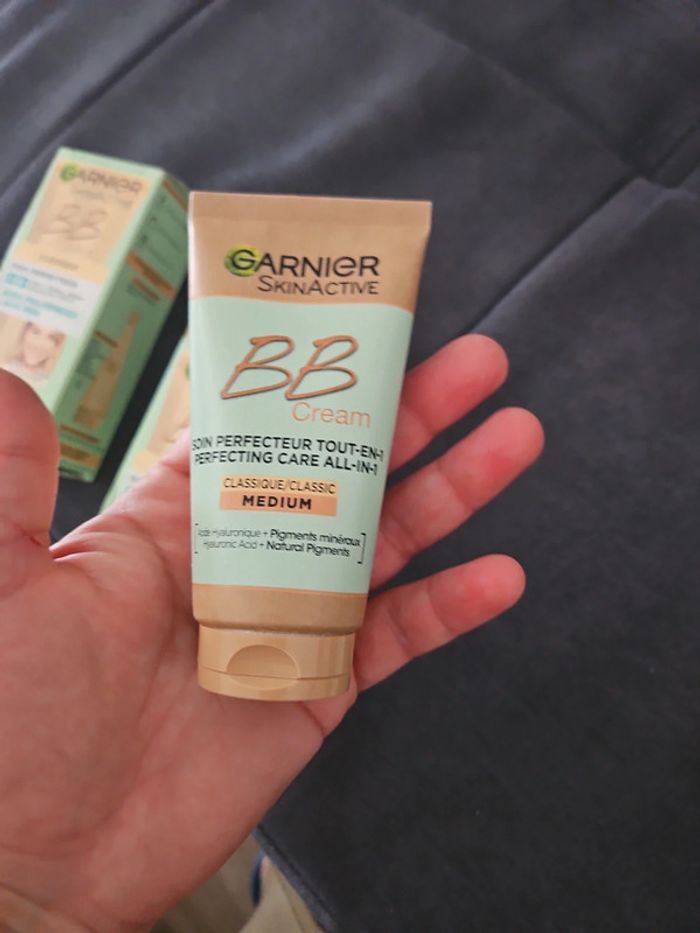 GARNIER
SKINACTIVE
BB
Cream
SOIN PERFECTEUR TOUT-EN-1
PERFECTING CARE ALL-IN-1
CLASSIQUE/CLASSIC
MEDIUM
[Acide Hyaluronique + Pigments minéraux
Hyaluronic Acid + Natural Pigments]
GARNIER
BB